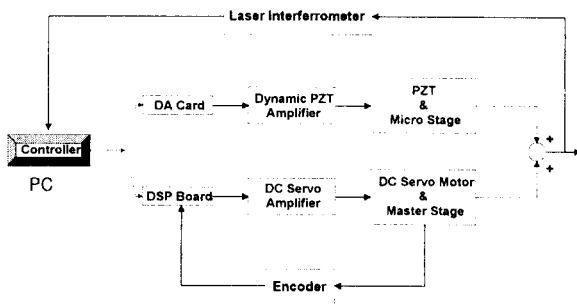 Laser Interferrometer
DA Card
Dynamic PZT
Amplifier
PZT
&
Micro Stage
+
+
Controller
PC
DSP Board
DC Servo
Amplifier
DC Servo Motor
&
Master Stage
Encoder